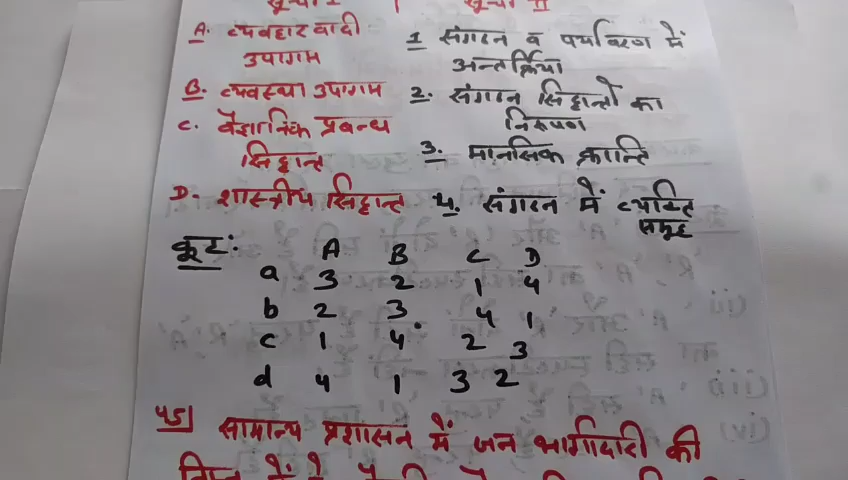 सूची I | सूची II
A. व्यवहारवादी उपागम
1 संगठन व पर्यावरण में अन्तर्क्रिया
B. व्यवस्था उपागम
2. संगठन सिद्धान्तों का निरूपण
C. वैज्ञानिक प्रबन्ध सिद्धान्त
3. मानसिक क्रान्ति
D. शास्त्रीय सिद्धान्त
4. संगठन में व्यक्ति समूह
कूटः A B C D
a 3 2 1 4
b 2 3 4 1
c 1 4 2 3
d 4 1 3 2
45] सामान्य प्रशासन में जन भागीदारी की